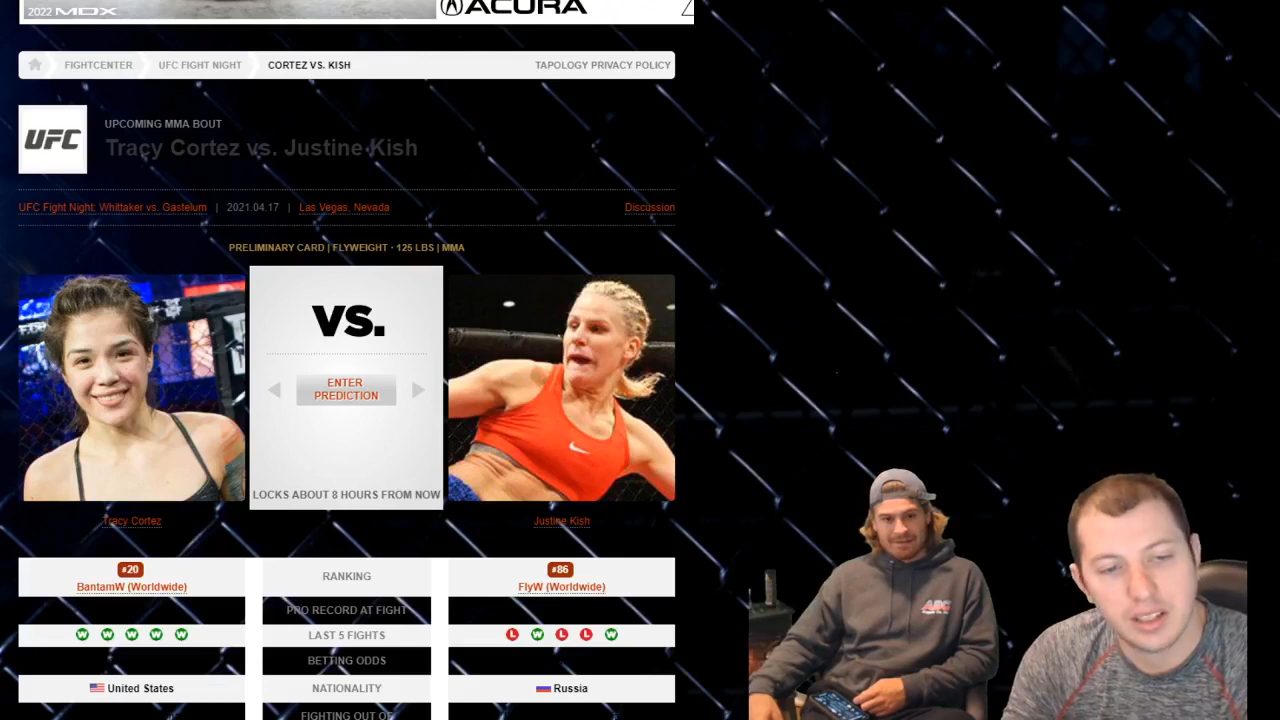 2022 MDX
ACURA
FIGHTCENTER
UFC FIGHT NIGHT
CORTEZ VS. KISH
TAPOLOGY PRIVACY POLICY
UFC
UPCOMING MMA BOUT
Tracy Cortez vs. Justine Kish
UFC Fight Night: Whittaker vs. Gastelum | 2021.04.17 | Las Vegas, Nevada
Discussion
PRELIMINARY CARD | FLYWEIGHT · 125 LBS | MMA
VS.
ENTER
PREDICTION
LOCKS ABOUT 8 HOURS FROM NOW
Tracy Cortez
Justine Kish
#20
BantamW (Worldwide)
RANKING
#86
FlyW (Worldwide)
PRO RECORD AT FIGHT
W W W W W
LAST 5 FIGHTS
L W L L W
BETTING ODDS
United States
NATIONALITY
Russia
FIGHTING OUT OF